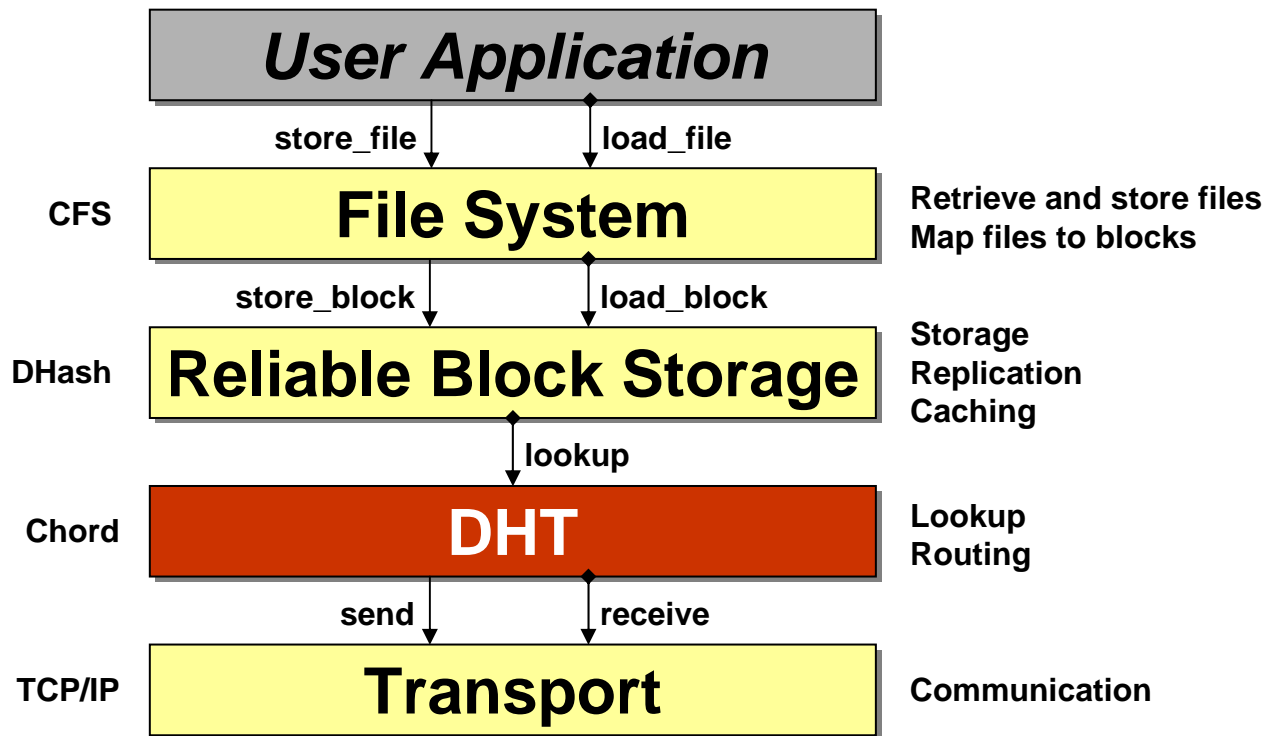 User Application
store_file
load_file
CFS
File System
Retrieve and store files
Map files to blocks
store_block
load_block
DHash
Reliable Block Storage
Storage
Replication
Caching
lookup
Chord
DHT
Lookup
Routing
send
receive
TCP/IP
Transport
Communication